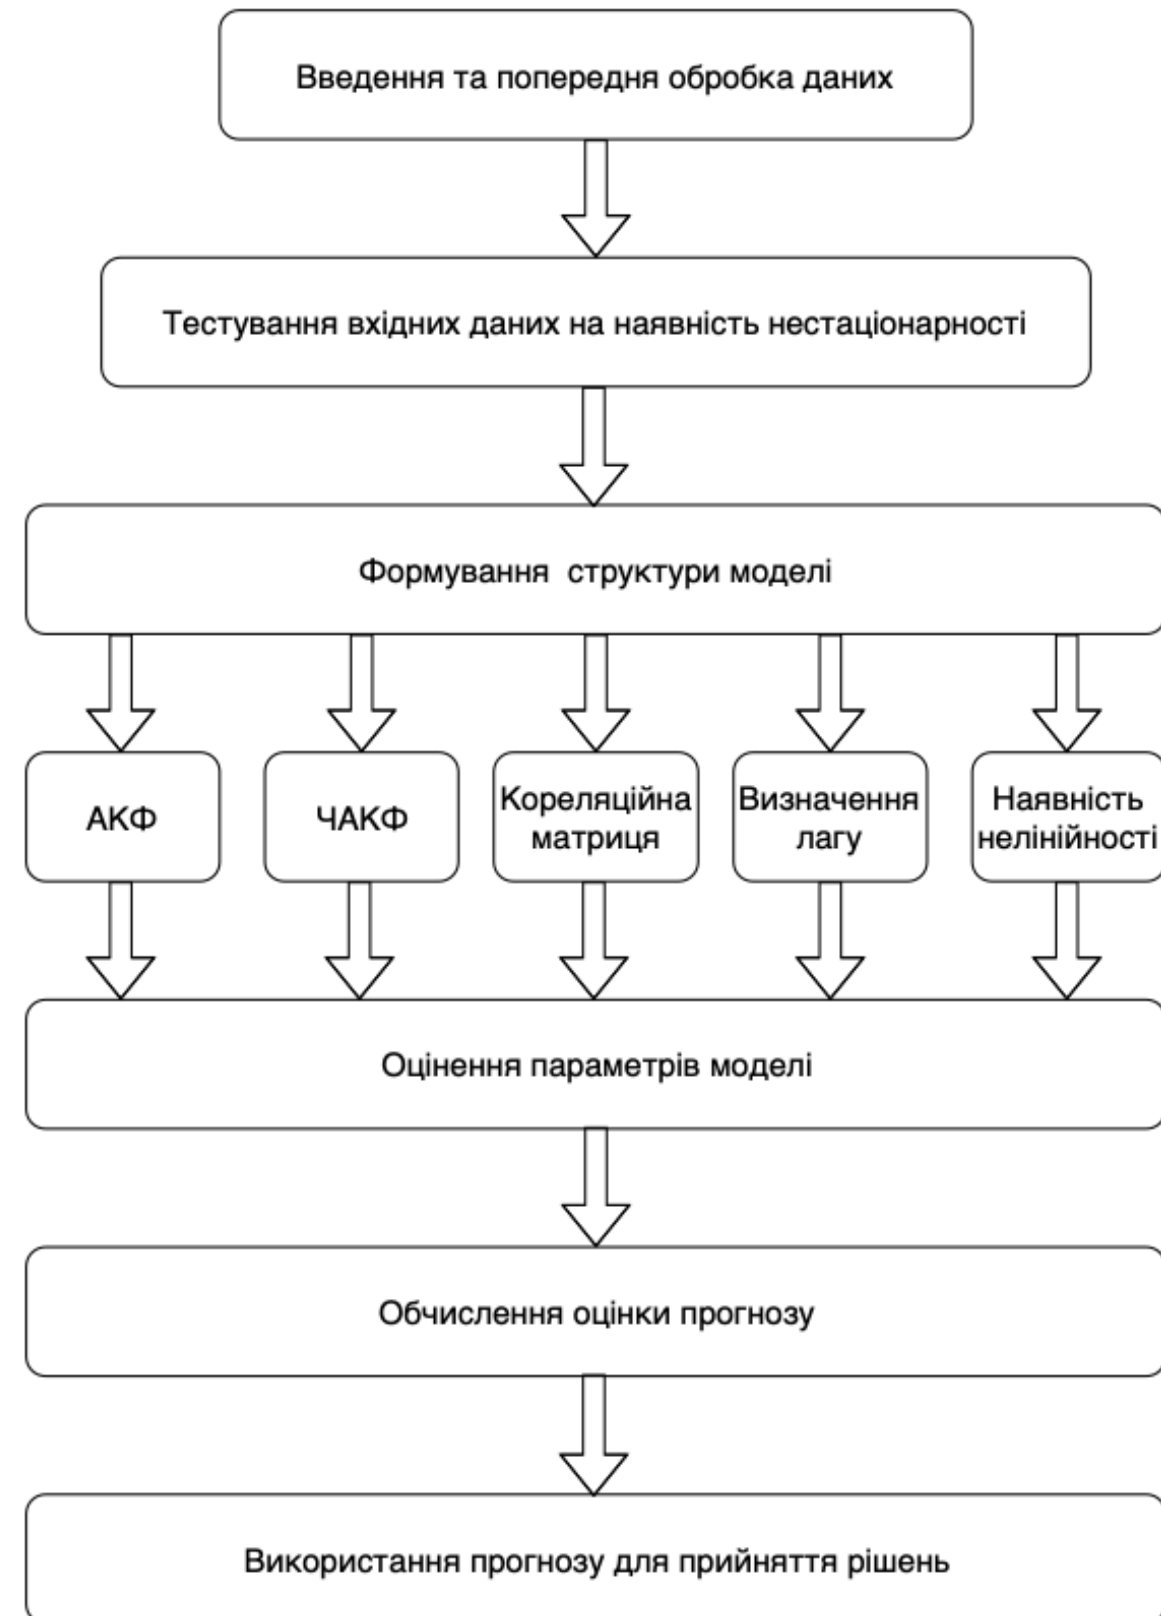 Введення та попередня обробка даних
Тестування вхідних даних на наявність нестаціонарності
Формування  структури моделі
АКФ
ЧАКФ
Кореляційна
матриця
Визначення
лагу
Наявність
нелінійності
Оцінення параметрів моделі
Обчислення оцінки прогнозу
Використання прогнозу для прийняття рішень